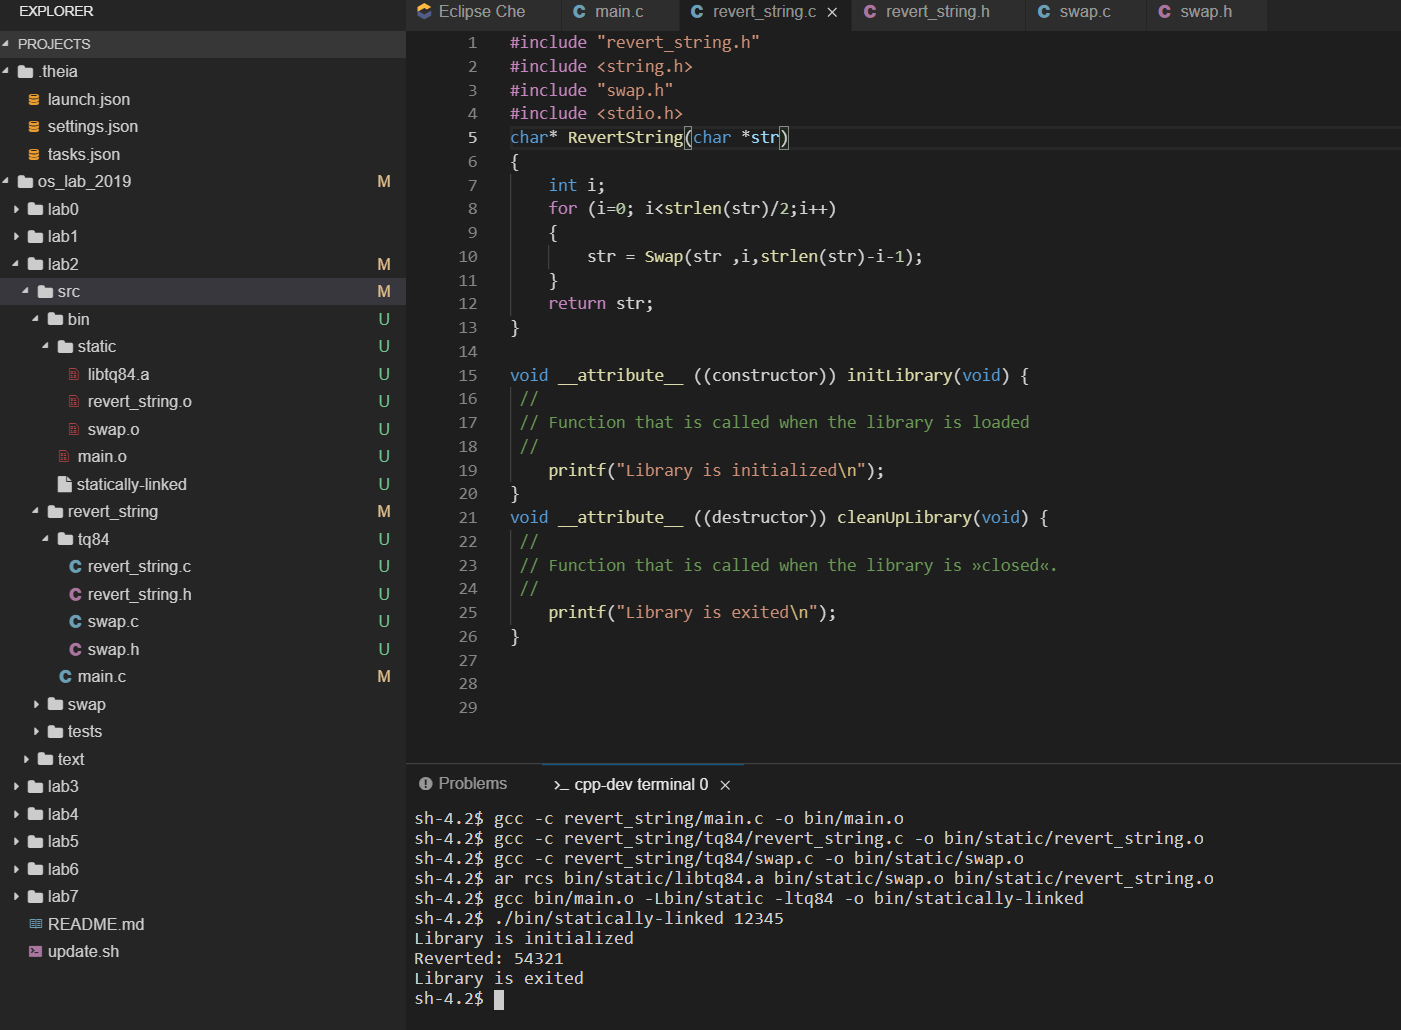 EXPLORER
PROJECTS
.theia
launch.json
settings.json
tasks.json
os_lab_2019 M
lab0
lab1
lab2 M
src M
bin U
static U
libtq84.a U
revert_string.o U
swap.o U
main.o U
statically-linked U
revert_string M
tq84 U
C revert_string.c U
C revert_string.h U
C swap.c U
C swap.h U
C main.c M
swap
tests
text
lab3
lab4
lab5
lab6
lab7
README.md
update.sh
Eclipse Che C main.c C revert_string.c × C revert_string.h C swap.c C swap.h
1 #include "revert_string.h"
2 #include <string.h>
3 #include "swap.h"
4 #include <stdio.h>
5 char* RevertString(char *str)
6 {
7     int i;
8     for (i=0; i<strlen(str)/2;i++)
9     {
10         str = Swap(str ,i,strlen(str)-i-1);
11     }
12     return str;
13 }
14
15 void __attribute__ ((constructor)) initLibrary(void) {
16  //
17  // Function that is called when the library is loaded
18  //
19     printf("Library is initialized\n");
20 }
21 void __attribute__ ((destructor)) cleanUpLibrary(void) {
22  //
23  // Function that is called when the library is »closed«.
24  //
25     printf("Library is exited\n");
26 }
27
28
29
Problems >_ cpp-dev terminal 0 ×
sh-4.2$ gcc -c revert_string/main.c -o bin/main.o
sh-4.2$ gcc -c revert_string/tq84/revert_string.c -o bin/static/revert_string.o
sh-4.2$ gcc -c revert_string/tq84/swap.c -o bin/static/swap.o
sh-4.2$ ar rcs bin/static/libtq84.a bin/static/swap.o bin/static/revert_string.o
sh-4.2$ gcc bin/main.o -Lbin/static -ltq84 -o bin/statically-linked
sh-4.2$ ./bin/statically-linked 12345
Library is initialized
Reverted: 54321
Library is exited
sh-4.2$